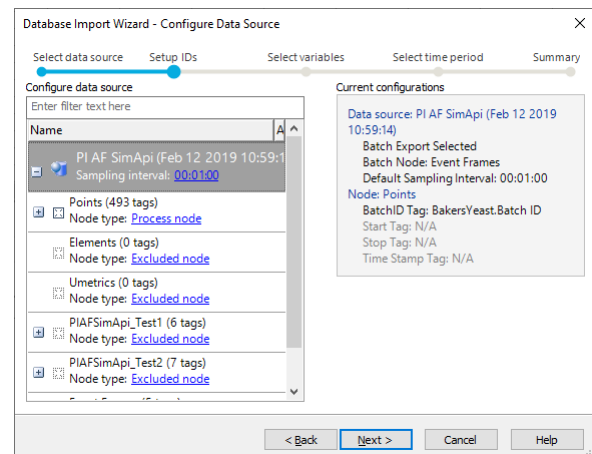 Database Import Wizard - Configure Data Source
Select data source
Setup IDs
Select variables
Select time period
Summary
Configure data source
Enter filter text here
Name
A
PI AF SimApi (Feb 12 2019 10:59:1
Sampling interval: 00:01:00
Points (493 tags)
Node type: Process node
Elements (0 tags)
Node type: Excluded node
Umetrics (0 tags)
Node type: Excluded node
PIAFSimApi_Test1 (6 tags)
Node type: Excluded node
PIAFSimApi_Test2 (7 tags)
Node type: Excluded node
Current configurations
Data source: PI AF SimApi (Feb 12 2019
10:59:14)
Batch Export Selected
Batch Node: Event Frames
Default Sampling Interval: 00:01:00
Node: Points
BatchID Tag: BakersYeast.Batch ID
Start Tag: N/A
Stop Tag: N/A
Time Stamp Tag: N/A
< Back
Next >
Cancel
Help